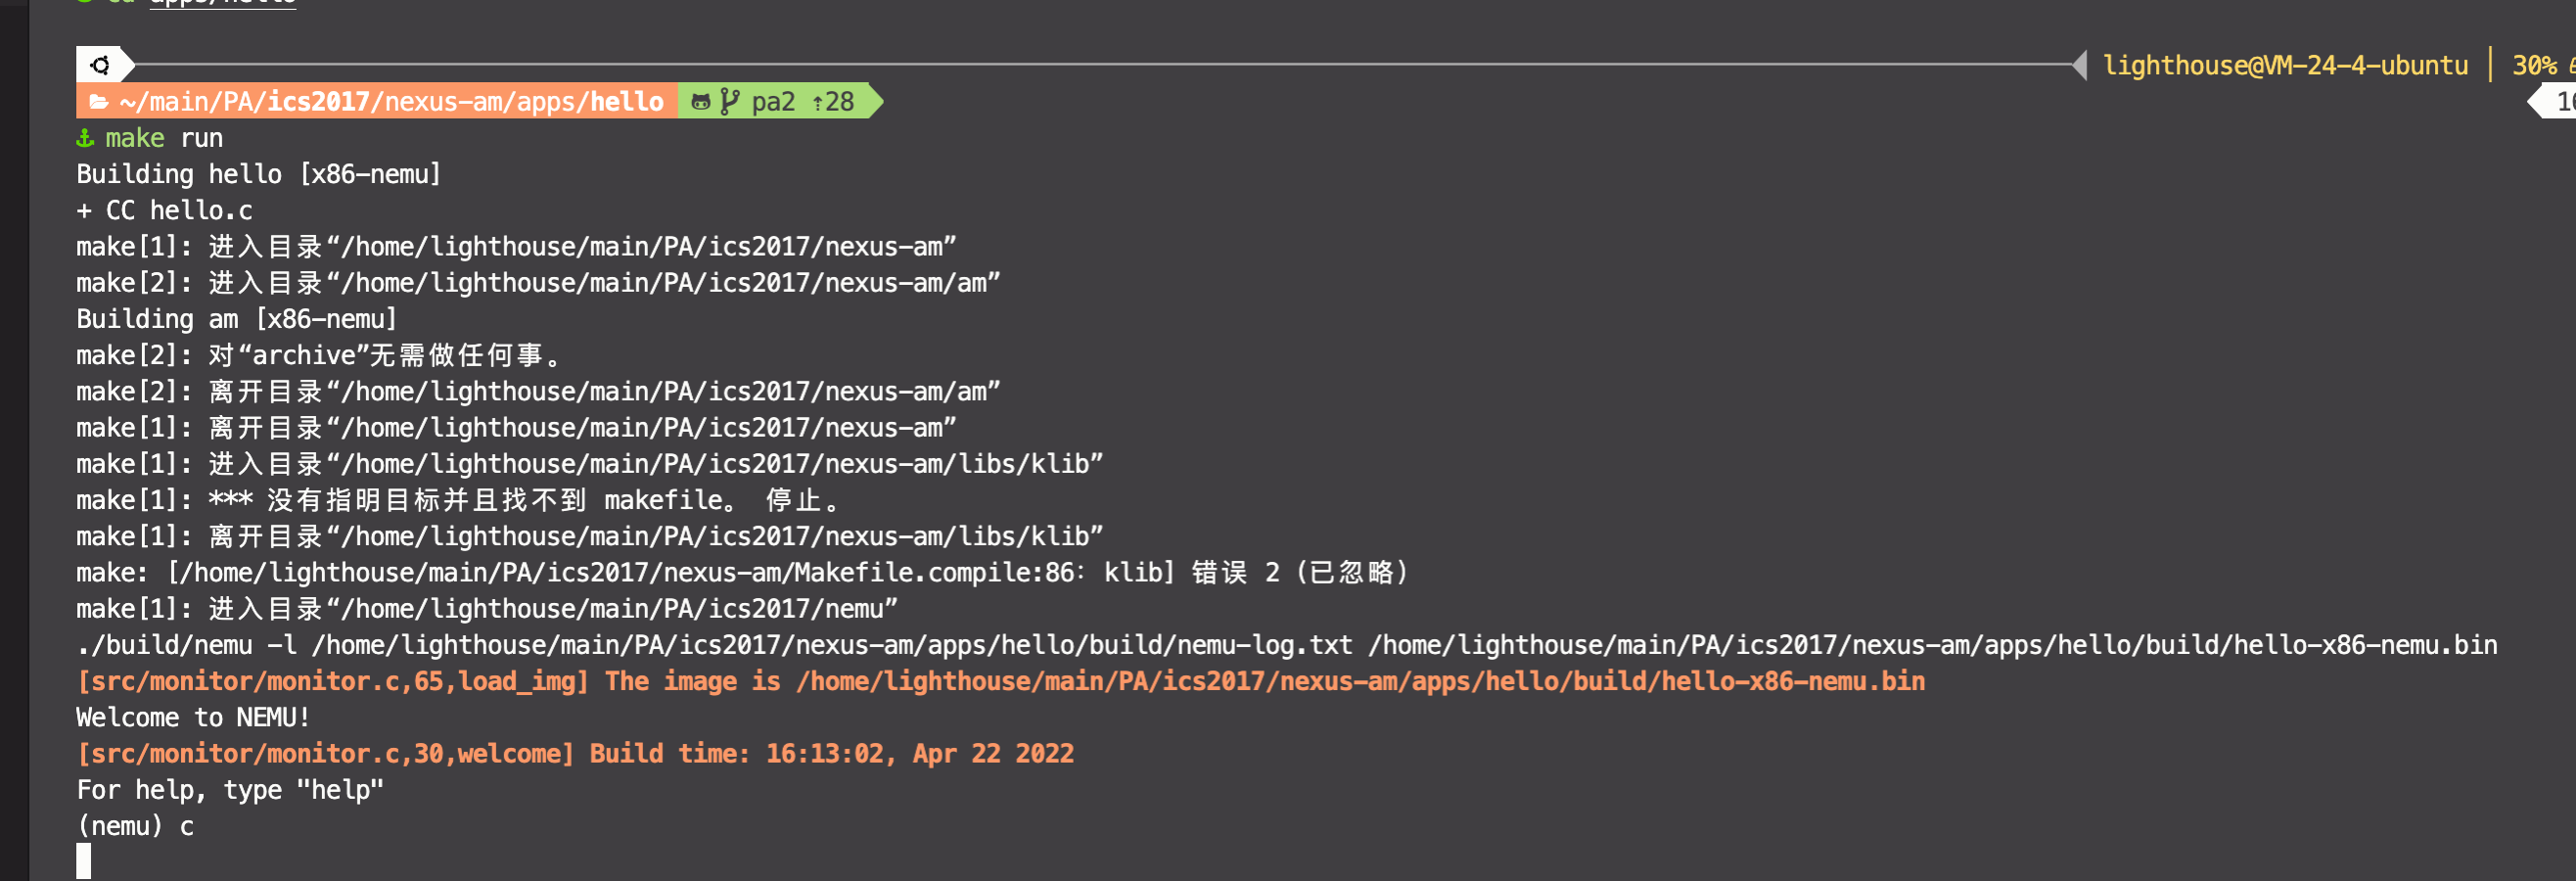 cd apps/hello
lighthouse@VM-24-4-ubuntu 30%
~/main/PA/ics2017/nexus-am/apps/hello pa2 ⇡28
make run
Building hello [x86-nemu]
+ CC hello.c
make[1]: 进入目录“/home/lighthouse/main/PA/ics2017/nexus-am”
make[2]: 进入目录“/home/lighthouse/main/PA/ics2017/nexus-am/am”
Building am [x86-nemu]
make[2]: 对“archive”无需做任何事。
make[2]: 离开目录“/home/lighthouse/main/PA/ics2017/nexus-am/am”
make[1]: 离开目录“/home/lighthouse/main/PA/ics2017/nexus-am”
make[1]: 进入目录“/home/lighthouse/main/PA/ics2017/nexus-am/libs/klib”
make[1]: *** 没有指明目标并且找不到 makefile。 停止。
make[1]: 离开目录“/home/lighthouse/main/PA/ics2017/nexus-am/libs/klib”
make: [/home/lighthouse/main/PA/ics2017/nexus-am/Makefile.compile:86: klib] 错误 2 (已忽略)
make[1]: 进入目录“/home/lighthouse/main/PA/ics2017/nemu”
./build/nemu -l /home/lighthouse/main/PA/ics2017/nexus-am/apps/hello/build/nemu-log.txt /home/lighthouse/main/PA/ics2017/nexus-am/apps/hello/build/hello-x86-nemu.bin
[src/monitor/monitor.c,65,load_img] The image is /home/lighthouse/main/PA/ics2017/nexus-am/apps/hello/build/hello-x86-nemu.bin
Welcome to NEMU!
[src/monitor/monitor.c,30,welcome] Build time: 16:13:02, Apr 22 2022
For help, type "help"
(nemu) c